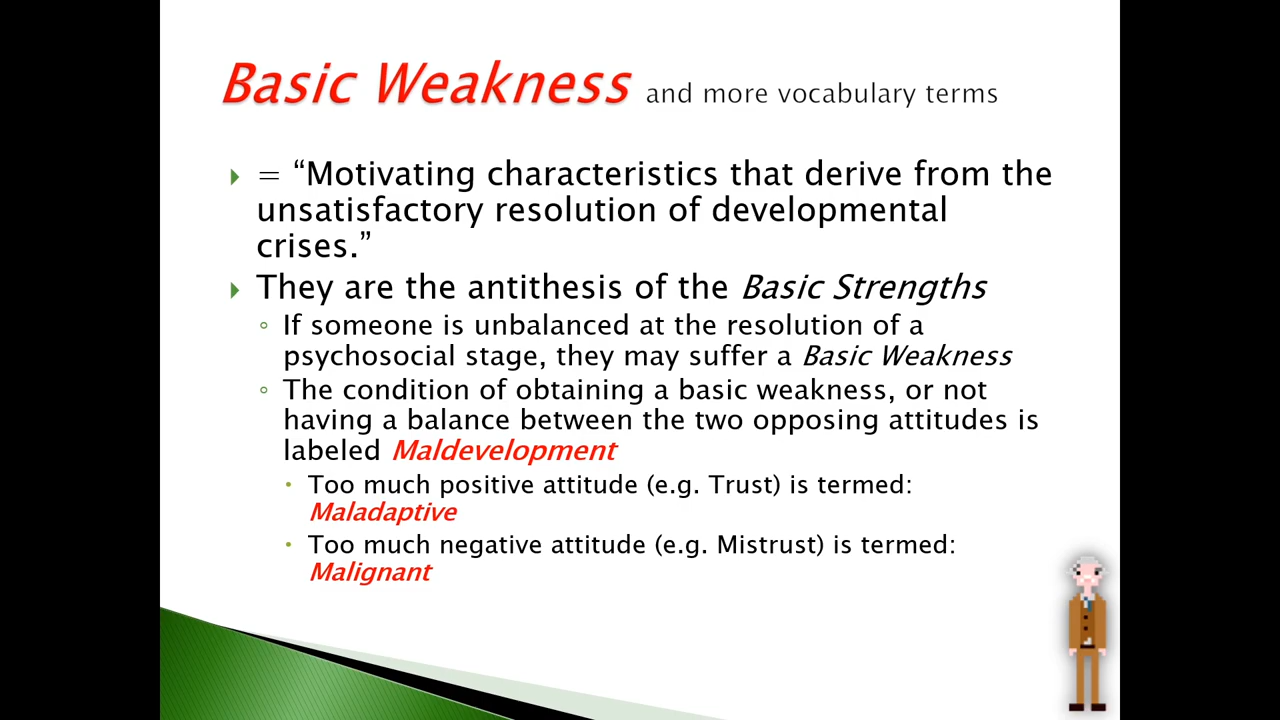 Basic Weakness and more vocabulary terms
= “Motivating characteristics that derive from the
unsatisfactory resolution of developmental
crises.”
They are the antithesis of the Basic Strengths
If someone is unbalanced at the resolution of a
psychosocial stage, they may suffer a Basic Weakness
The condition of obtaining a basic weakness, or not
having a balance between the two opposing attitudes is
labeled Maldevelopment
Too much positive attitude (e.g. Trust) is termed:
Maladaptive
Too much negative attitude (e.g. Mistrust) is termed:
Malignant